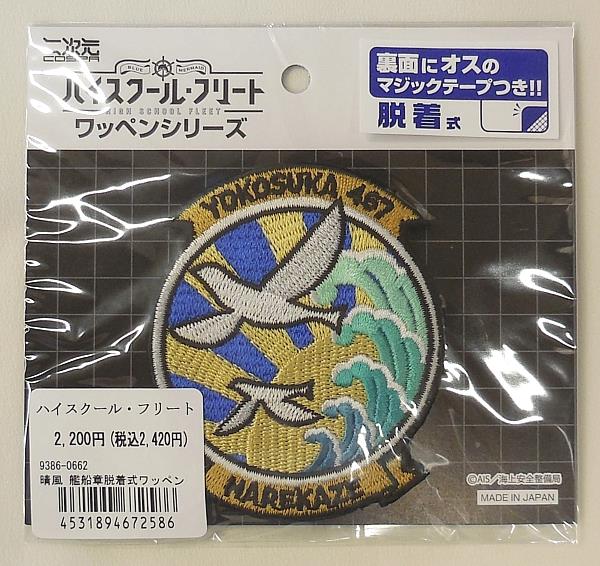 二次元
COSPA
BLUE MERMAID
ハイスクール・フリート
HIGH SCHOOL FLEET
ワッペンシリーズ
裏面にオスの
マジックテープつき!!
脱着式
YOKOSUKA 467
HAREKAZE
ハイスクール・フリート
2,200円(税込2,420円)
9386-0662
晴風 艦船章脱着式ワッペン
4531894672586
©AIS/海上安全整備局
MADE IN JAPAN